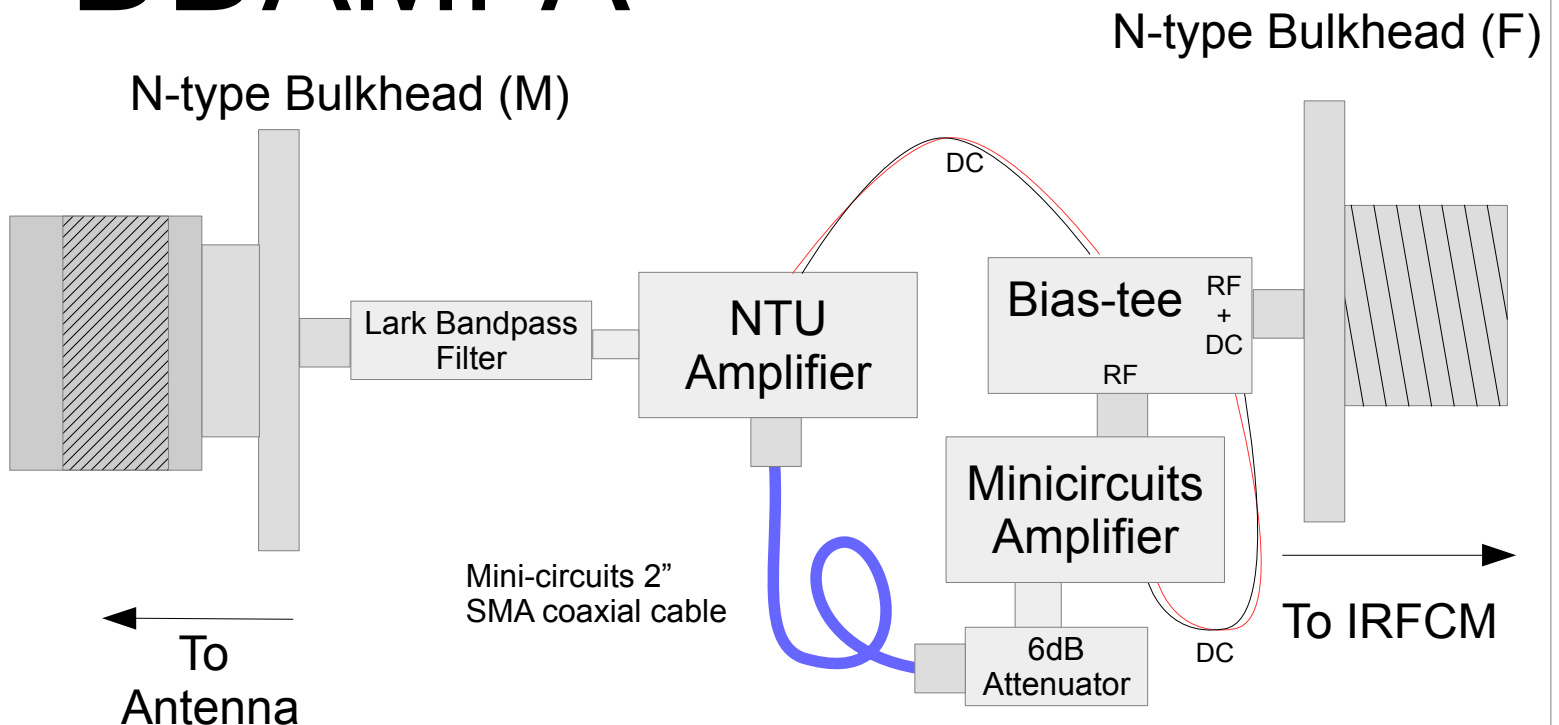 N-type Bulkhead (F)
N-type Bulkhead (M)
DC
Lark Bandpass
Filter
NTU
Amplifier
Bias-tee
RF
+
DC
RF
Minicircuits
Amplifier
Mini-circuits 2”
SMA coaxial cable
6dB
Attenuator
DC
To IRFCM
To
Antenna